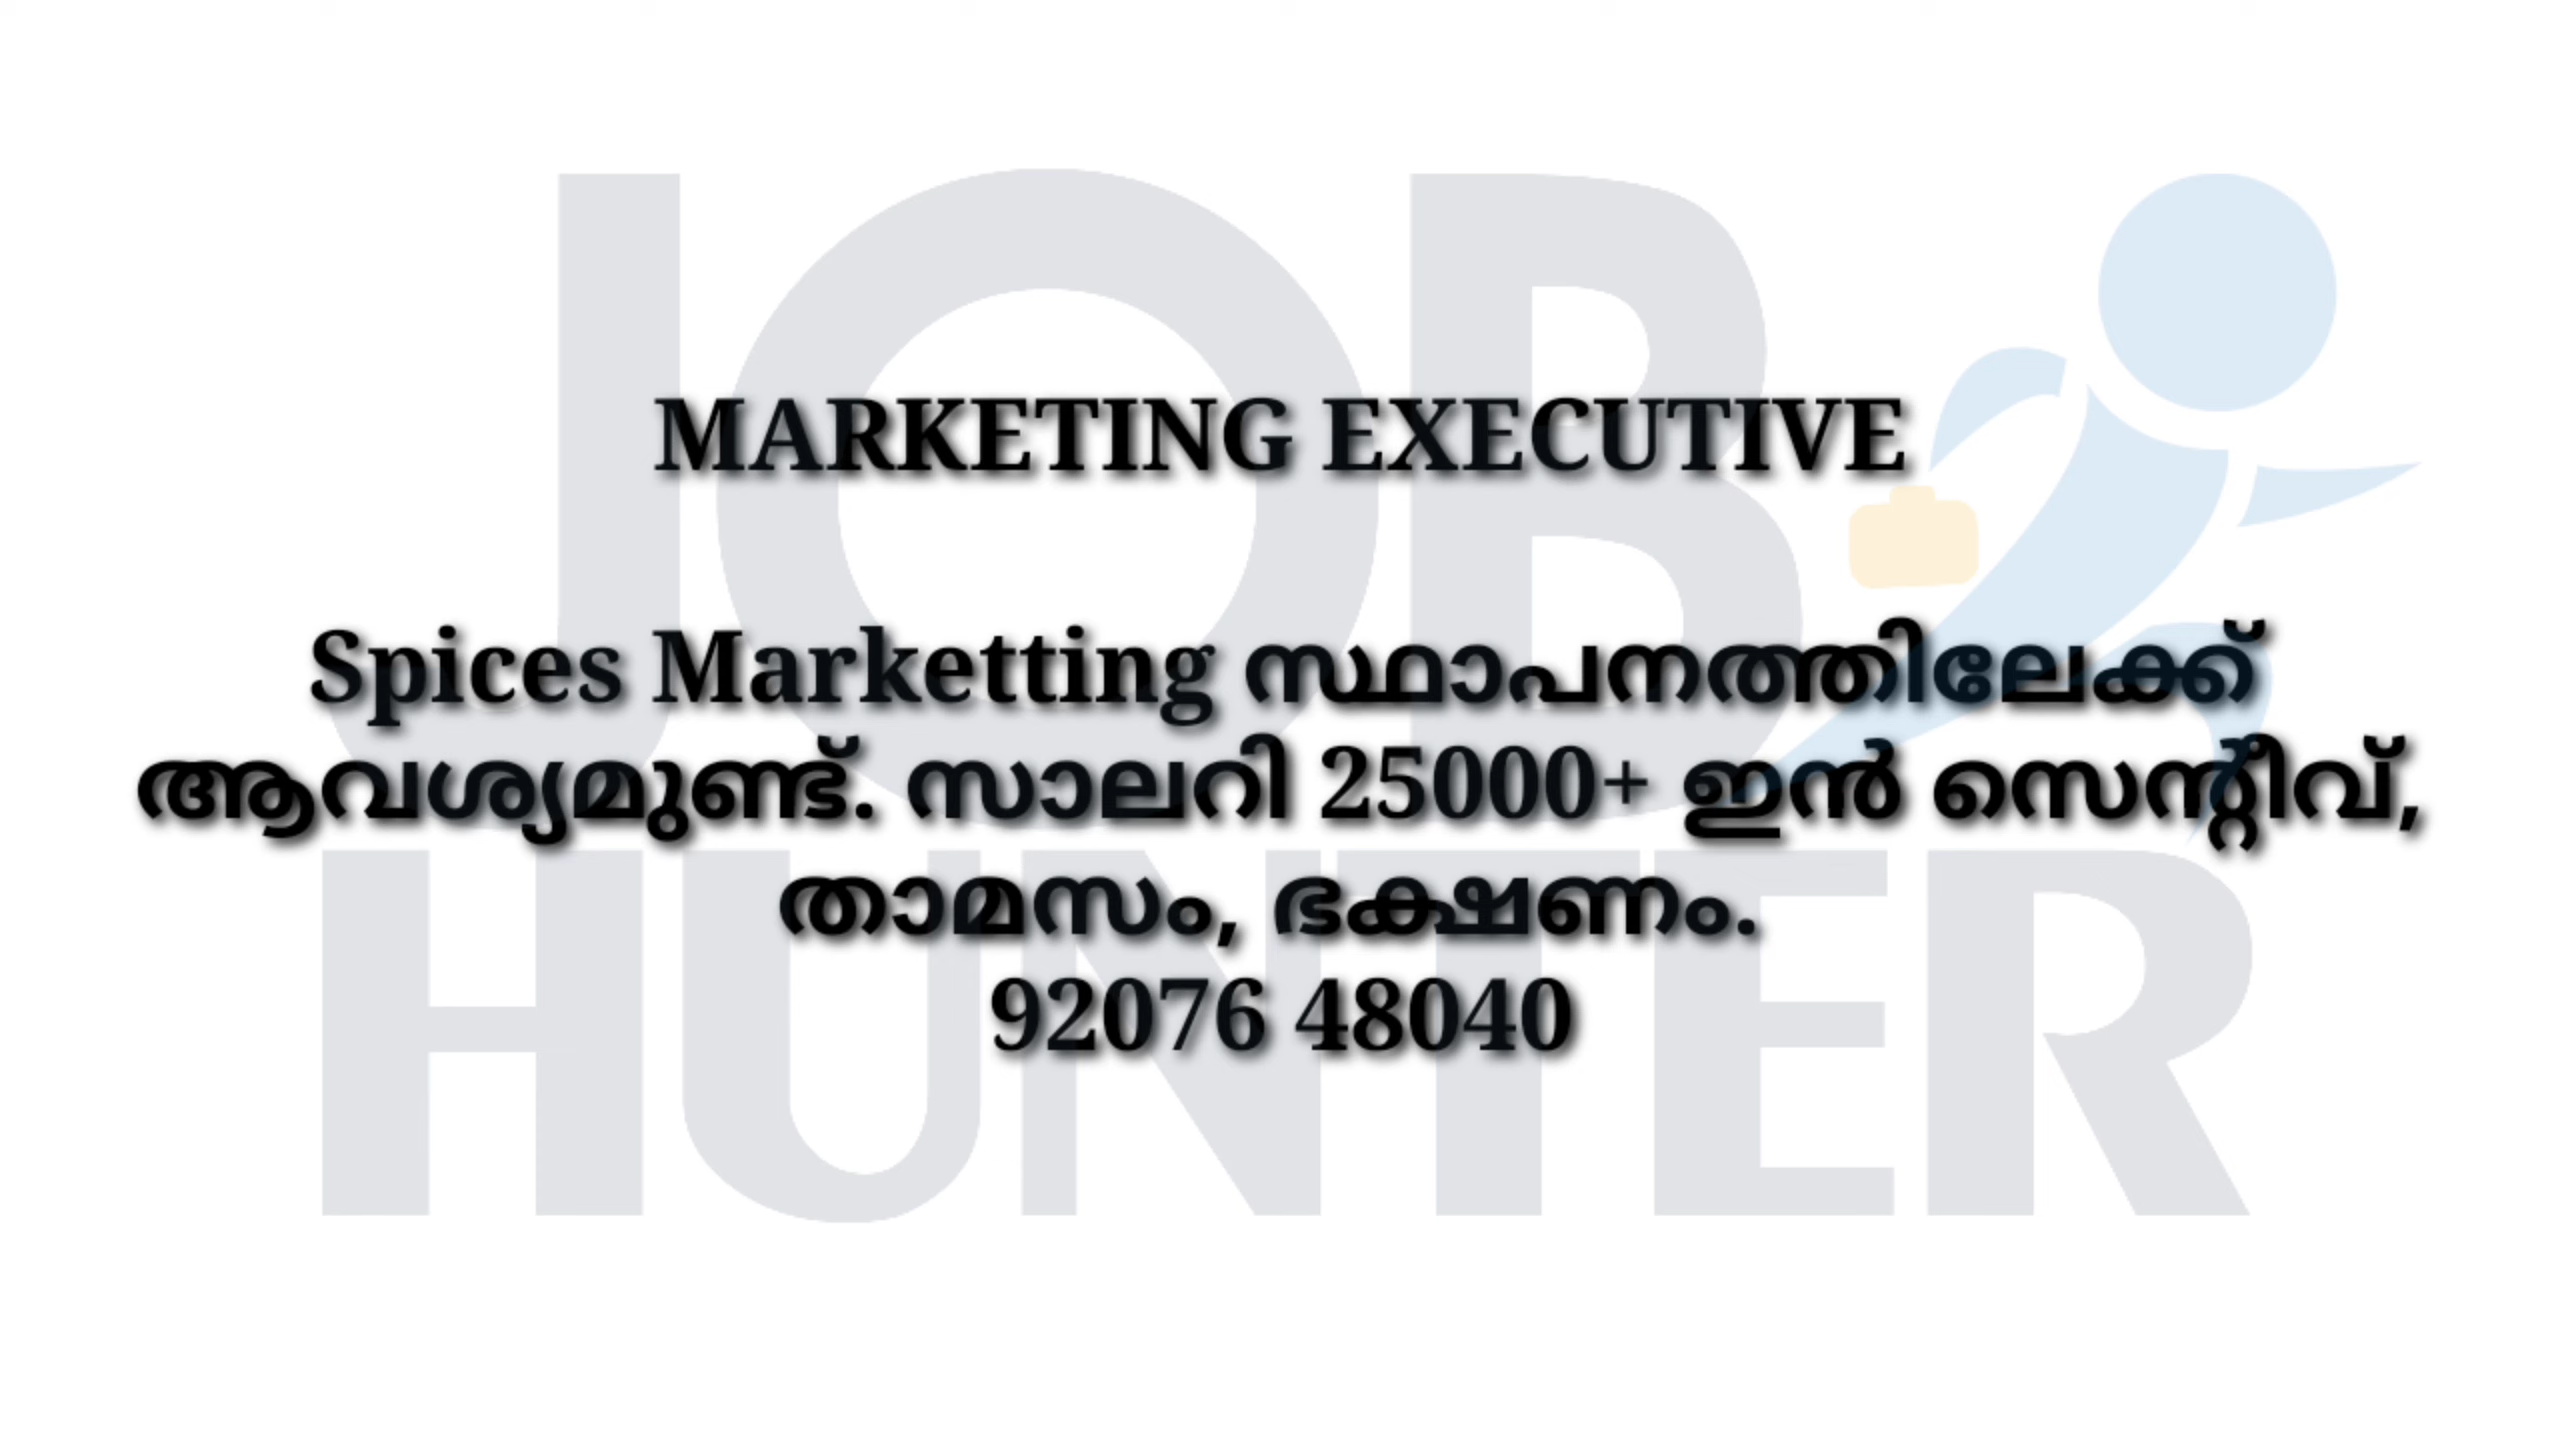 JOB
HUNTER
MARKETING EXECUTIVE
Spices Marketting സ്ഥാപനത്തിലേക്ക്
ആവശ്യമുണ്ട്. സാലറി 25000+ ഇൻ സെന്റീവ്,
താമസം, ഭക്ഷണം.
92076 48040